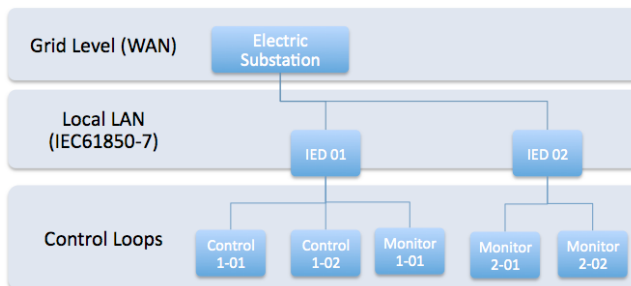 Grid Level (WAN)
Electric
Substation
Local LAN
(IEC61850-7)
IED 01
IED 02
Control Loops
Control
1-01
Control
1-02
Monitor
1-01
Monitor
2-01
Monitor
2-02